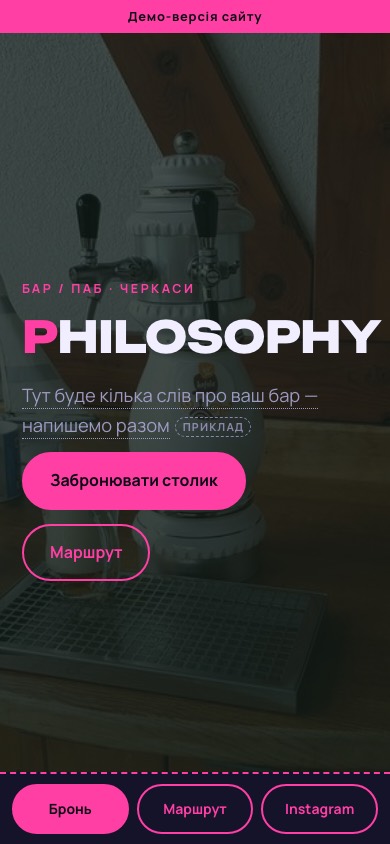 Демо-версія сайту
БАР / ПАБ · ЧЕРКАСИ
PHILOSOPHY
Тут буде кілька слів про ваш бар —
напишемо разом ПРИКЛАД
Забронювати столик
Маршрут
Бронь Маршрут Instagram